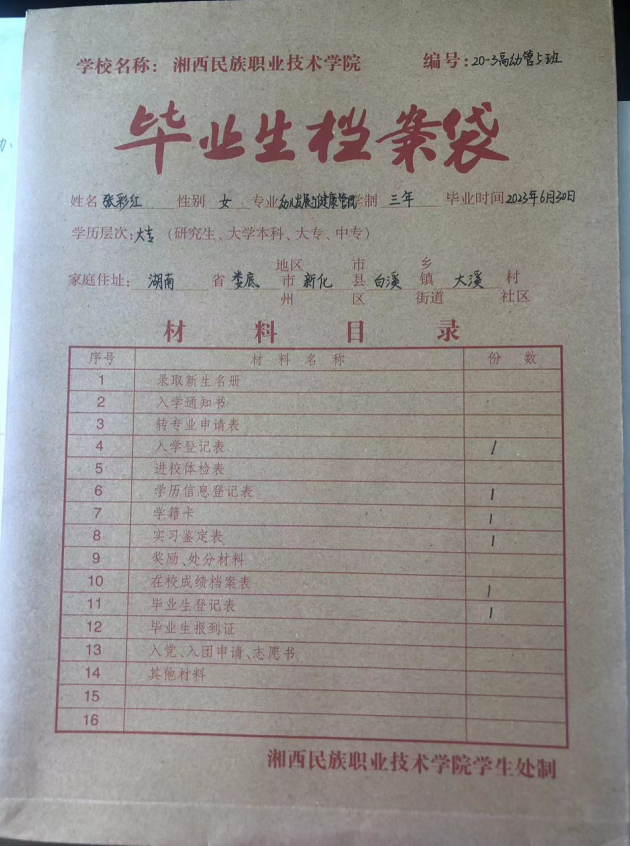 学校名称：湘西民族职业技术学院 编号：20-3高幼管5班
毕业生档案袋
姓名 张彩红 性别 女 专业 幼儿发展与健康管理 学制 三年 毕业时间 2023年6月30日
学历层次：大专 （研究生、大学本科、大专、中专）
地区 市 乡
家庭住址： 湖南 省 娄底 市 新化 县 白溪 镇 大溪 村
州 区 街道 社区
材料目录
序号 材料名称 份数
1 录取新生名册
2 入学通知书
3 转专业申请表
4 入学登记表 1
5 进校体检表
6 学历信息登记表 1
7 学籍卡 1
8 实习鉴定表 1
9 奖励、处分材料
10 在校成绩档案表 1
11 毕业生登记表 1
12 毕业生报到证
13 入党、入团申请、志愿书
14 其他材料
15
16
湘西民族职业技术学院学生处制